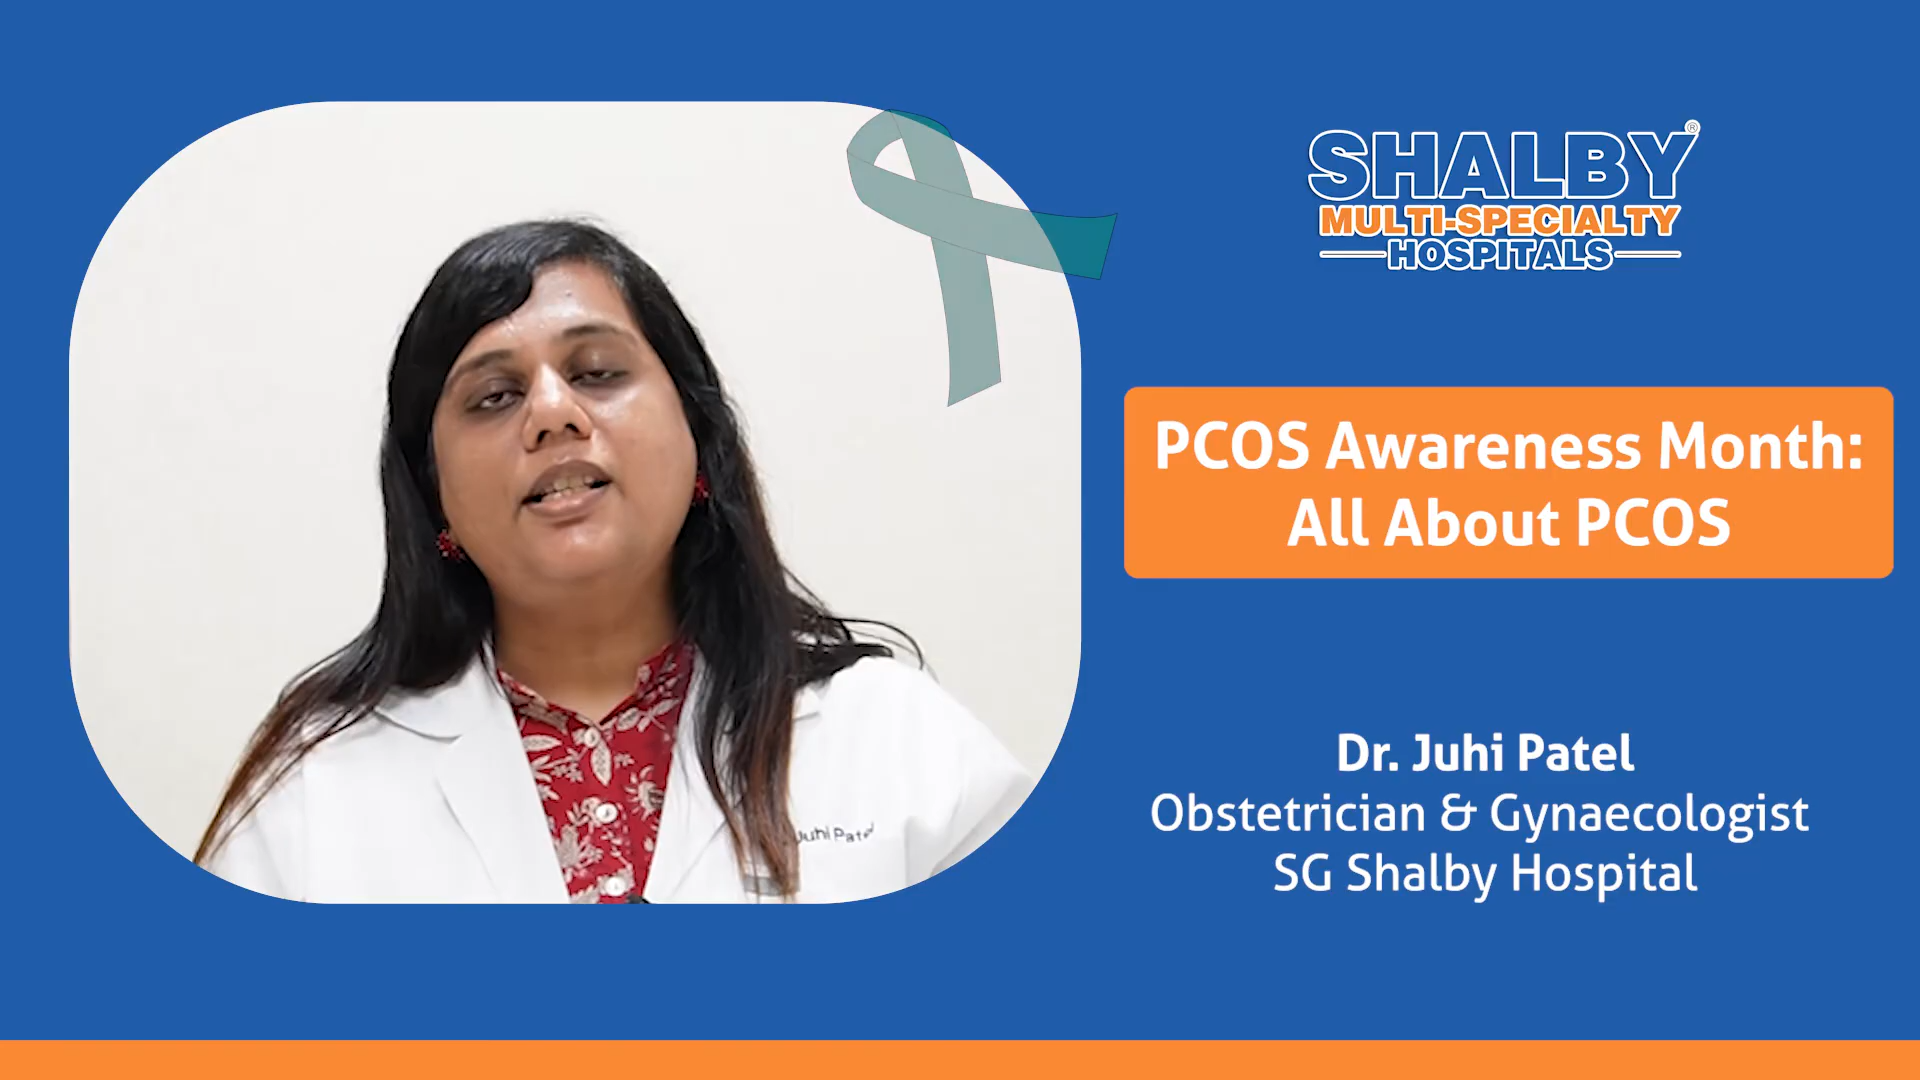 SHALBY®
MULTI-SPECIALTY
HOSPITALS
PCOS Awareness Month:
All About PCOS
Dr. Juhi Patel
Obstetrician & Gynaecologist
SG Shalby Hospital
Juhi Patel